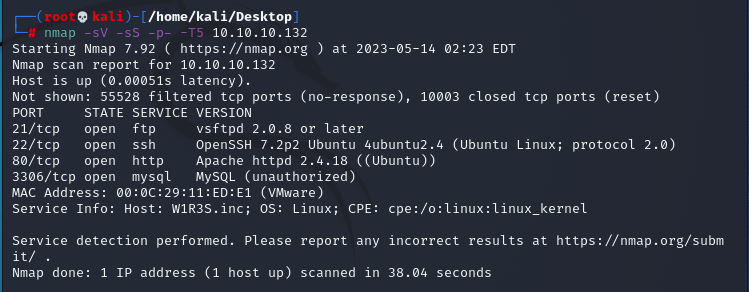 ┌──(root💀kali)-[/home/kali/Desktop]
└─# nmap -sV -sS -p- -T5 10.10.10.132
Starting Nmap 7.92 ( https://nmap.org ) at 2023-05-14 02:23 EDT
Nmap scan report for 10.10.10.132
Host is up (0.00051s latency).
Not shown: 55528 filtered tcp ports (no-response), 10003 closed tcp ports (reset)
PORT     STATE SERVICE VERSION
21/tcp   open  ftp     vsftpd 2.0.8 or later
22/tcp   open  ssh     OpenSSH 7.2p2 Ubuntu 4ubuntu2.4 (Ubuntu Linux; protocol 2.0)
80/tcp   open  http    Apache httpd 2.4.18 ((Ubuntu))
3306/tcp open  mysql   MySQL (unauthorized)
MAC Address: 00:0C:29:11:ED:E1 (VMware)
Service Info: Host: W1R3S.inc; OS: Linux; CPE: cpe:/o:linux:linux_kernel

Service detection performed. Please report any incorrect results at https://nmap.org/subm
it/ .
Nmap done: 1 IP address (1 host up) scanned in 38.04 seconds